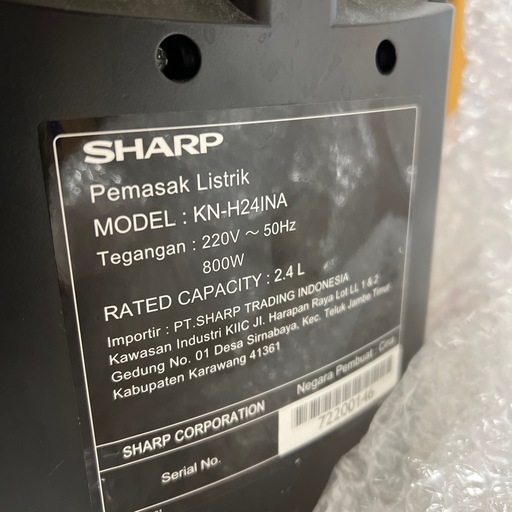 SHARP
Pemasak Listrik
MODEL : KN-H24INA
Tegangan : 220V ~ 50Hz
800W
RATED CAPACITY : 2.4 L
Importir : PT.SHARP TRADING INDONESIA
Kawasan Industri KIIC Jl. Harapan Raya Lot LL 1 & 2
Gedung No. 01 Desa Sirnabaya, Kec. Teluk Jambe Timur
Kabupaten Karawang 41361
Negara Pembuat : Cina
SHARP CORPORATION
72200146
Serial No.